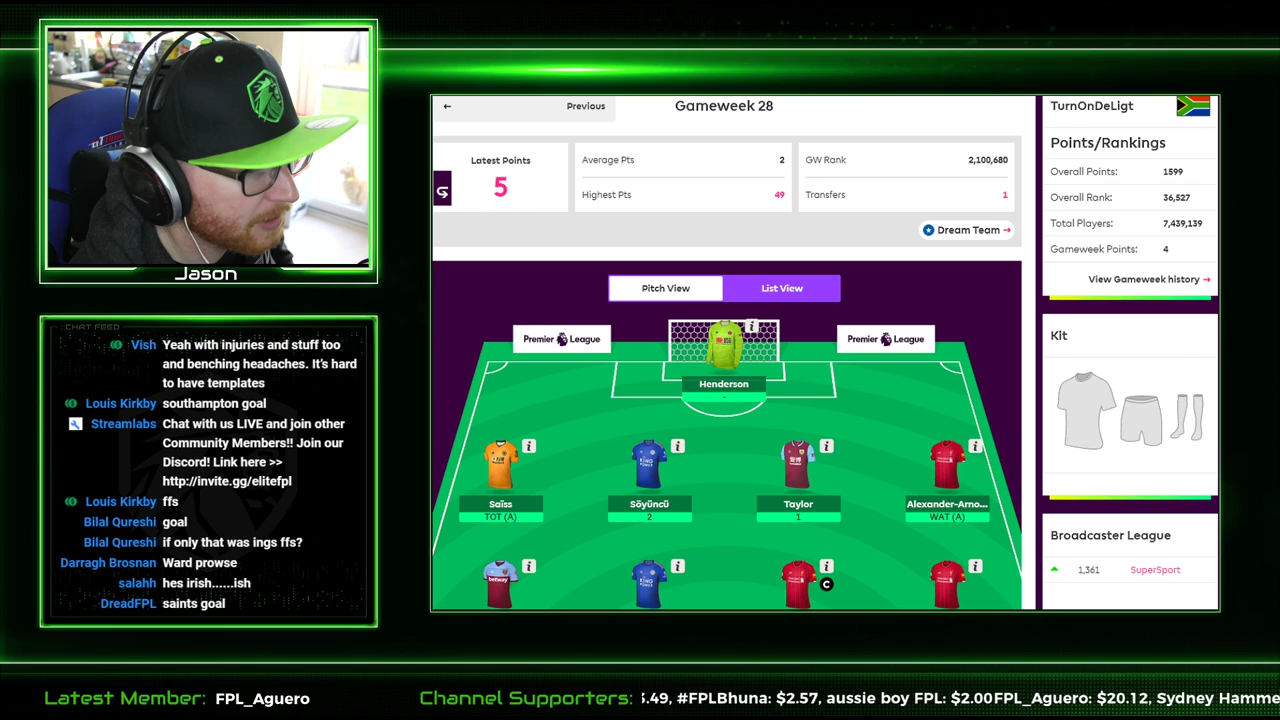 Jason
CHAT FEED
Vish Yeah with injuries and stuff too
and benching headaches. It's hard
to have templates
Louis Kirkby southampton goal
Streamlabs Chat with us LIVE and join other
Community Members!! Join our
Discord! Link here >>
http://invite.gg/elitefpl
Louis Kirkby ffs
Bilal Qureshi goal
Bilal Qureshi if only that was ings ffs?
Darragh Brosnan Ward prowse
salahh hes irish......ish
DreadFPL saints goal
← Previous
Gameweek 28
Latest Points
5
Average Pts 2
Highest Pts 49
GW Rank 2,100,680
Transfers 1
Dream Team →
Pitch View
List View
Premier League
Premier League
Henderson
-
Saïss
TOT (A)
Söyüncü
2
Taylor
1
Alexander-Arno...
WAT (A)
betway
C
TurnOnDeLigt
Points/Rankings
Overall Points: 1599
Overall Rank: 36,527
Total Players: 7,439,139
Gameweek Points: 4
View Gameweek history →
Kit
Broadcaster League
1,361 SuperSport
Latest Member: FPL_Aguero
Channel Supporters: .49, #FPLBhuna: $2.57, aussie boy FPL: $2.00FPL_Aguero: $20.12, Sydney Hamme